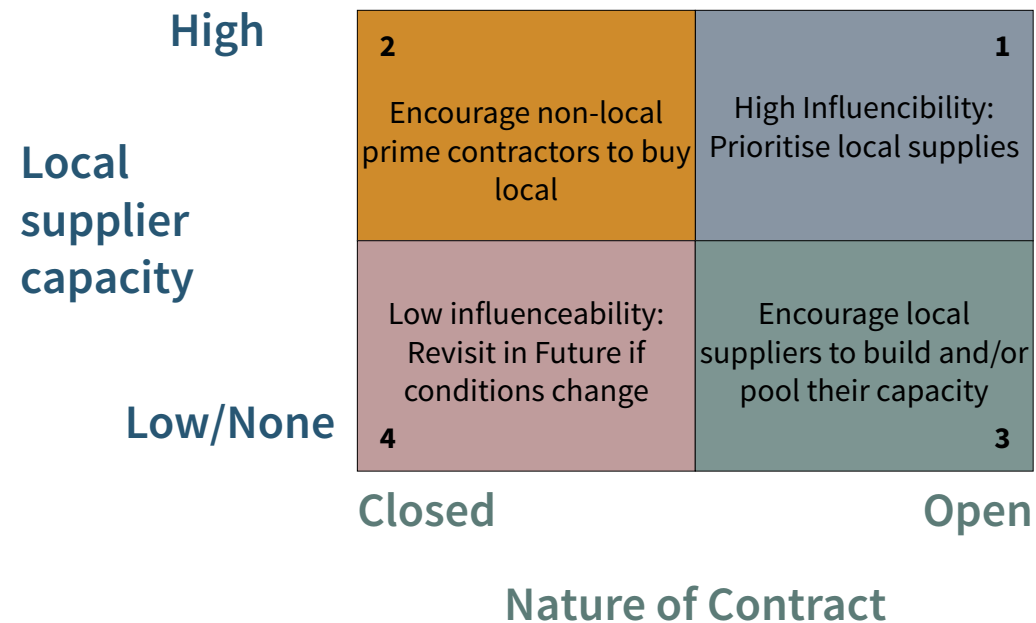 High
2
1
Encourage non-local
prime contractors to buy
local
High Influencibility:
Prioritise local supplies
Local
supplier
capacity
Low influenceability:
Revisit in Future if
conditions change
Encourage local
suppliers to build and/or
pool their capacity
Low/None
4
3
Closed
Open
Nature of Contract